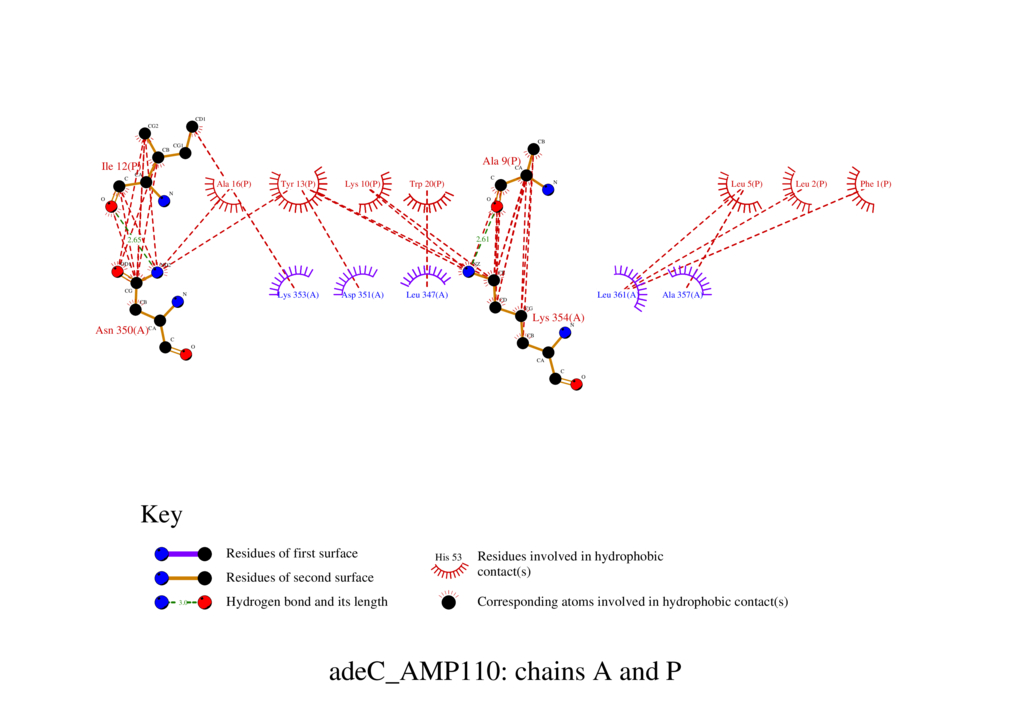 CD1
CG2
CB
CG1
Ile 12(P)
C
N
O
2.65
Ala 16(P)
Tyr 13(P)
Lys 10(P)
Trp 20(P)
CB
Ala 9(P)
CA
C
N
O
2.61
Leu 5(P)
Leu 2(P)
Phe 1(P)
CG
CB
N
Asn 350(A)
CA
C
O
Lys 353(A)
Asp 351(A)
Leu 347(A)
NZ
CD
CG
Lys 354(A)
N
CB
CA
C
O
Leu 361(A)
Ala 357(A)
Key
Residues of first surface
Residues of second surface
3.0
Hydrogen bond and its length
His 53
Residues involved in hydrophobic
contact(s)
Corresponding atoms involved in hydrophobic contact(s)
adeC_AMP110: chains A and P